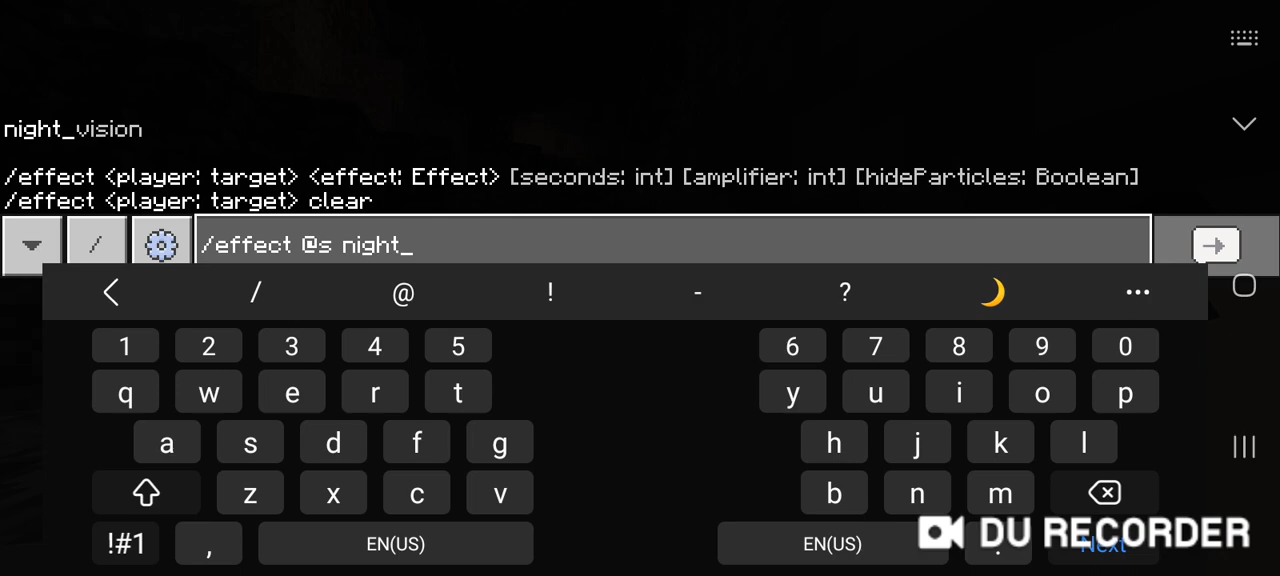 night_vision
/effect <player: target> <effect: Effect> [seconds: int] [amplifier: int] [hideParticles: Boolean]
/effect <player: target> clear
/ /effect @s night_
/ @ ! - ? 🌙 •••
1 2 3 4 5 6 7 8 9 0
q w e r t y u i o p
a s d f g h j k l
z x c v b n m
!#1 , EN(US) EN(US) . Next
DU RECORDER